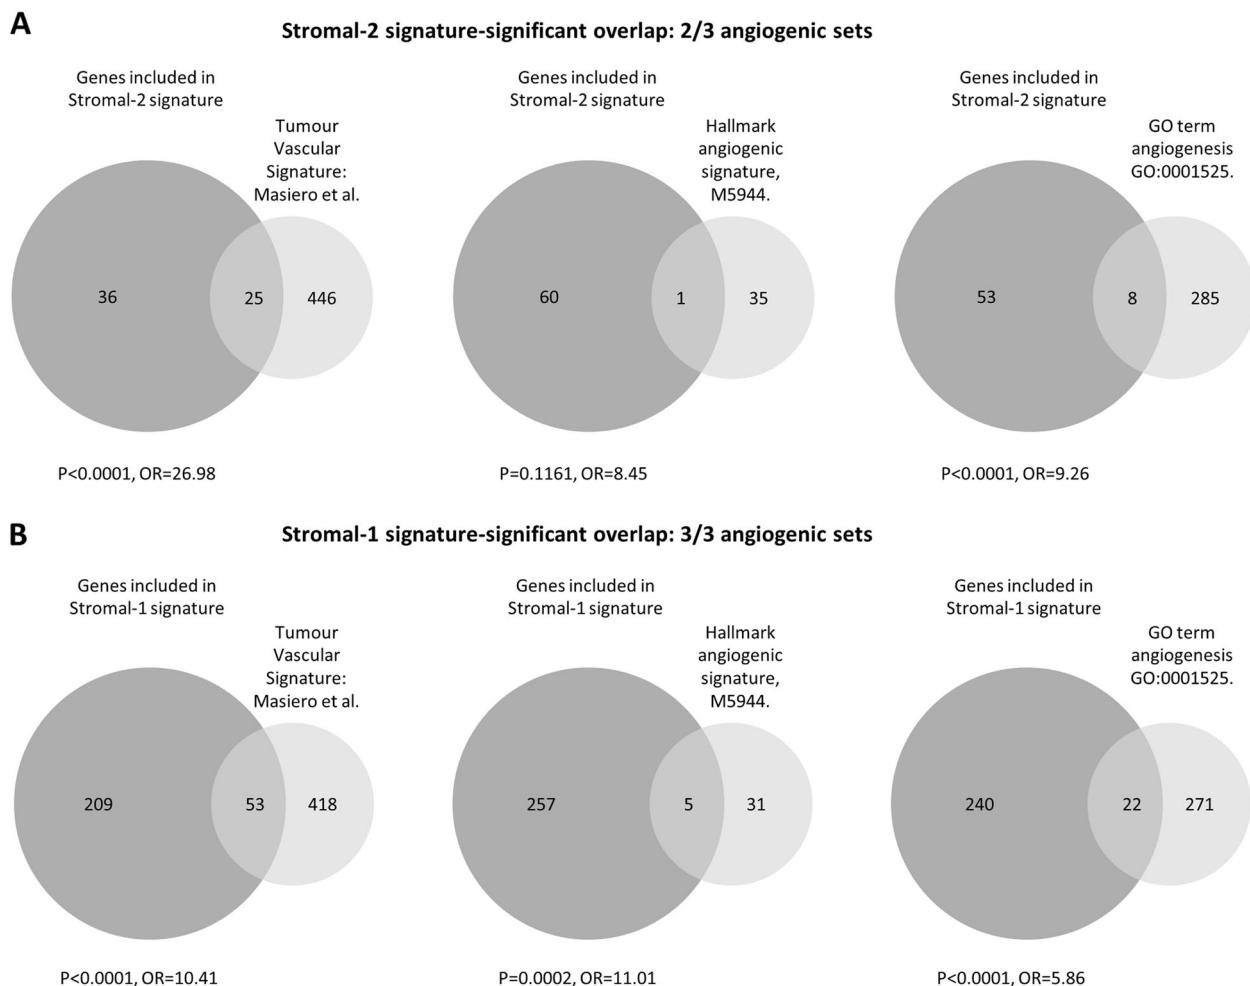 A
Stromal-2 signature-significant overlap: 2/3 angiogenic sets
Genes included in
Stromal-2 signature
Tumour
Vascular
Signature:
Masiero et al.
36
25
446
P<0.0001, OR=26.98
Genes included in
Stromal-2 signature
Hallmark
angiogenic
signature,
M5944.
60
1
35
P=0.1161, OR=8.45
Genes included in
Stromal-2 signature
GO term
angiogenesis
GO:0001525.
53
8
285
P<0.0001, OR=9.26
B
Stromal-1 signature-significant overlap: 3/3 angiogenic sets
Genes included in
Stromal-1 signature
Tumour
Vascular
Signature:
Masiero et al.
209
53
418
P<0.0001, OR=10.41
Genes included in
Stromal-1 signature
Hallmark
angiogenic
signature,
M5944.
257
5
31
P=0.0002, OR=11.01
Genes included in
Stromal-1 signature
GO term
angiogenesis
GO:0001525.
240
22
271
P<0.0001, OR=5.86